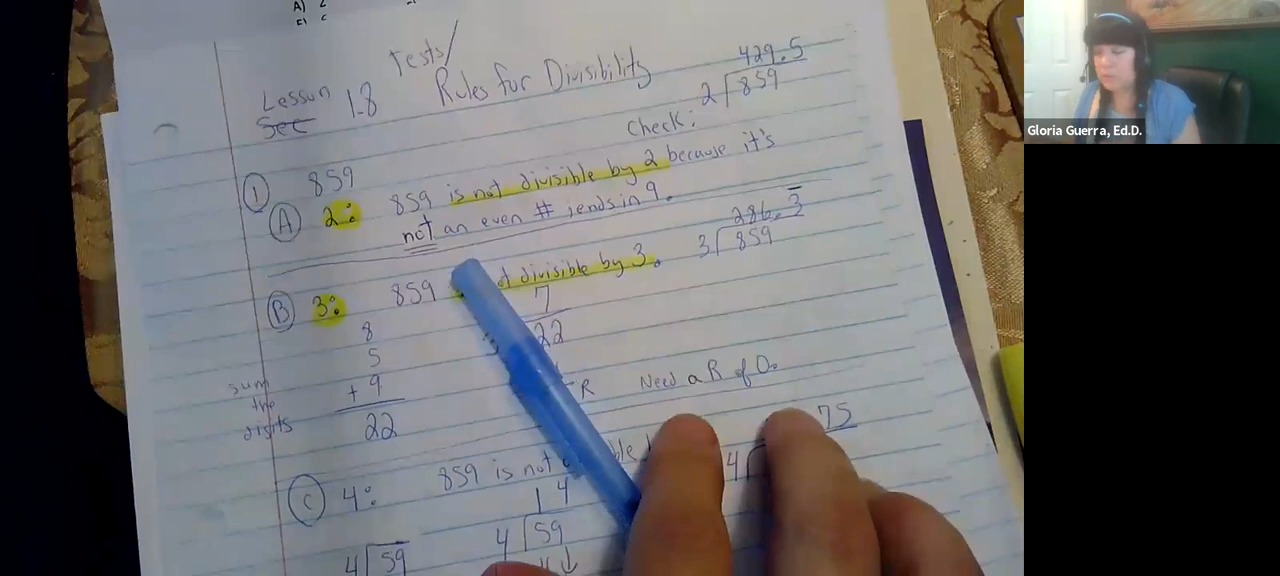 A) 2
E) C
Tests/
Lesson 1.8 Rules for Divisibility
Sec
429.5
Check: 2 859
1 859
A 2: 859 is not divisible by 2 because it's
not an even # ; ends in 9.
286.3
B 3: 859 divisible by 3. 3 859
8 7
5 22
sum + 9 R Need a R of 0.
the
digits 22
75
C 4: 859 is not 4
14
4 59 4 59
Gloria Guerra, Ed.D.